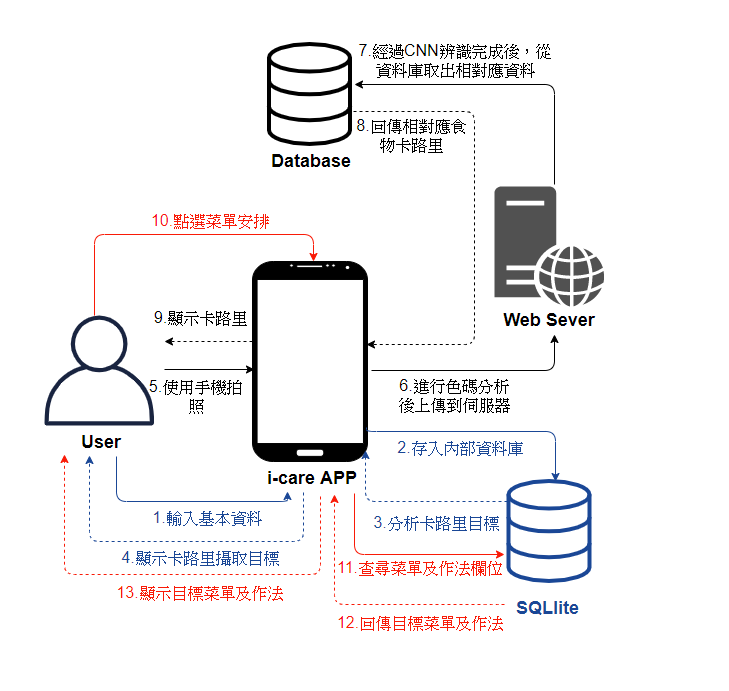 7.經過CNN辨識完成後，從
資料庫取出相對應資料
8.回傳相對應食
物卡路里
Database
10.點選菜單安排
Web Sever
9.顯示卡路里
5.使用手機拍
照
6.進行色碼分析
後上傳到伺服器
User
2.存入內部資料庫
i-care APP
1.輸入基本資料
3.分析卡路里目標
4.顯示卡路里攝取目標
11.查尋菜單及作法欄位
13.顯示目標菜單及作法
SQLlite
12.回傳目標菜單及作法